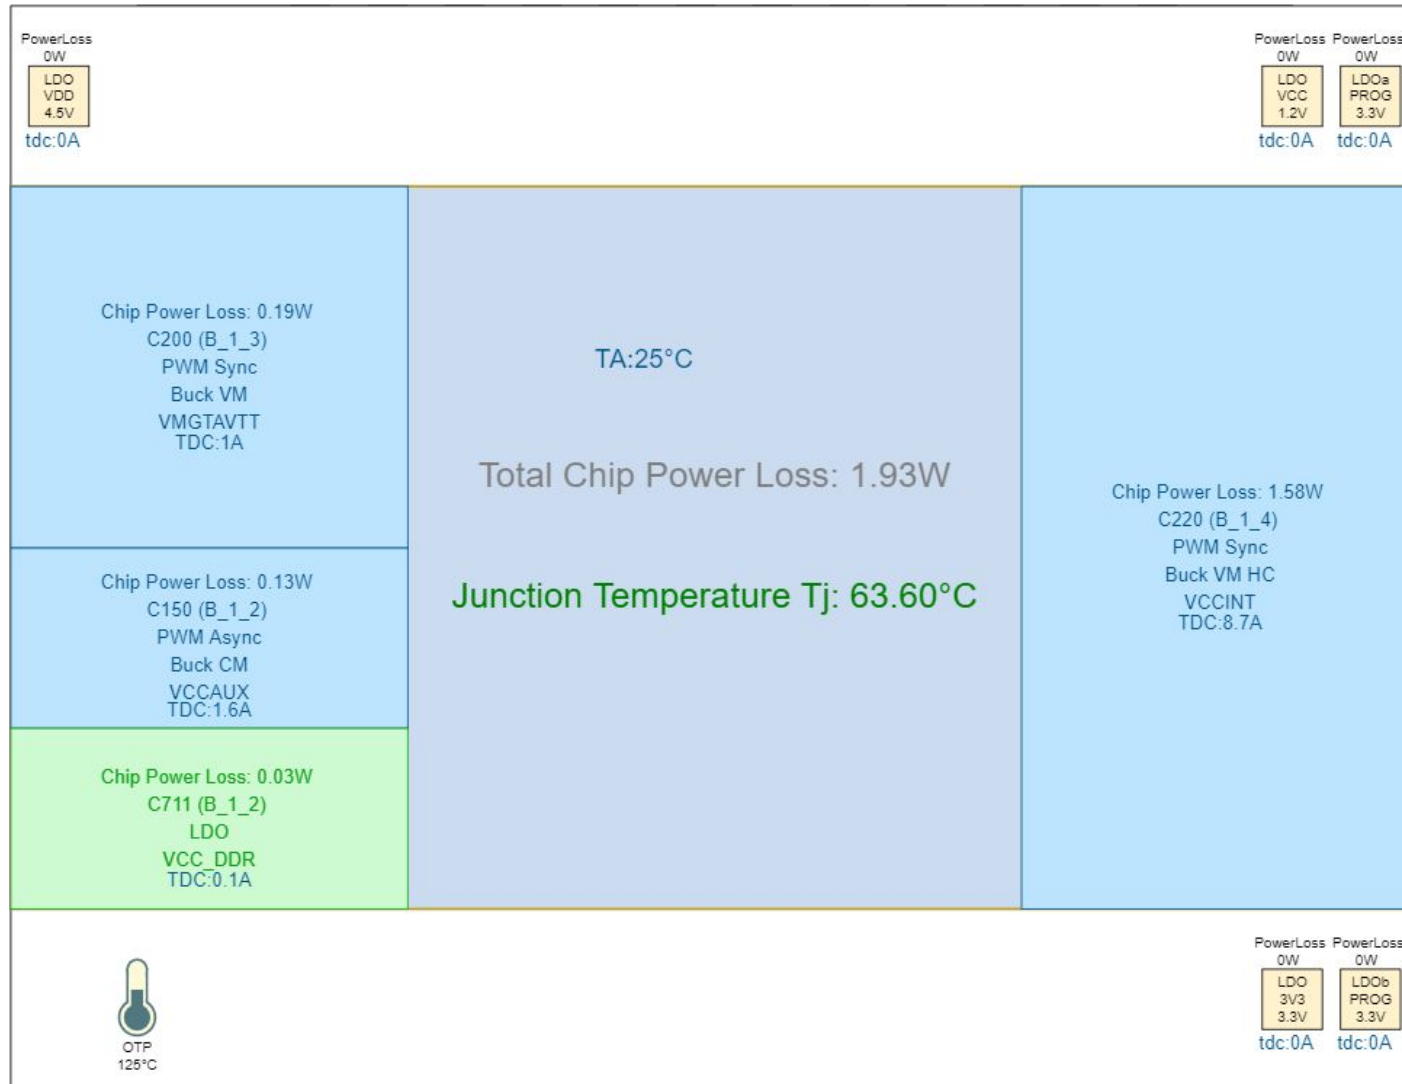 PowerLoss
0W
LDO
VDD
4.5V
tdc:0A
PowerLoss
0W
LDO
VCC
1.2V
tdc:0A
PowerLoss
0W
LDOa
PROG
3.3V
tdc:0A
Chip Power Loss: 0.19W
C200 (B_1_3)
PWM Sync
Buck VM
VMGTAVTT
TDC:1A
Chip Power Loss: 0.13W
C150 (B_1_2)
PWM Async
Buck CM
VCCAUX
TDC:1.6A
Chip Power Loss: 0.03W
C711 (B_1_2)
LDO
VCC_DDR
TDC:0.1A
TA:25°C
Total Chip Power Loss: 1.93W
Junction Temperature Tj: 63.60°C
Chip Power Loss: 1.58W
C220 (B_1_4)
PWM Sync
Buck VM HC
VCCINT
TDC:8.7A
OTP
125°C
PowerLoss
0W
LDO
3V3
3.3V
tdc:0A
PowerLoss
0W
LDOb
PROG
3.3V
tdc:0A